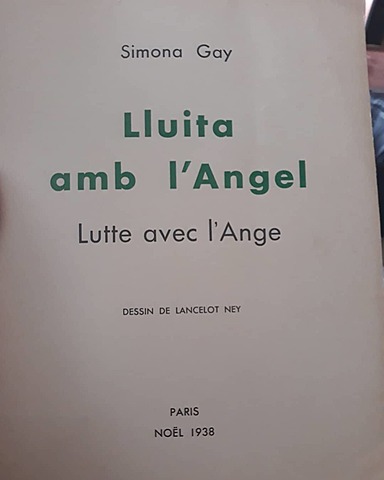 Simona Gay
Lluita
amb l'Angel
Lutte avec l'Ange
DESSIN DE LANCELOT NEY
PARIS
NOËL 1938